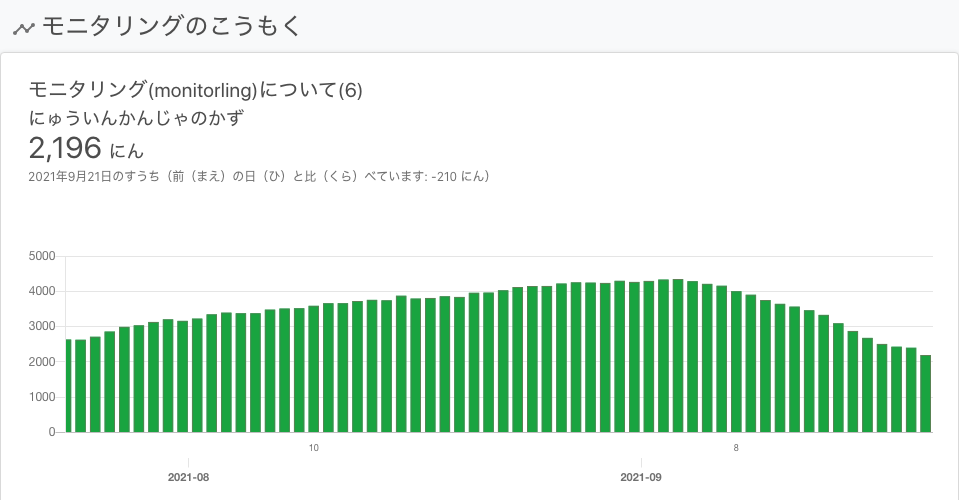 モニタリングのこうもく
モニタリング(monitorling)について(6)
にゅういんかんじゃのかず
2,196 にん
2021年9月21日のすうち（前（まえ）の日（ひ）と比（くら）べています: -210 にん）
5000
4000
3000
2000
1000
0
10
8
2021-08
2021-09